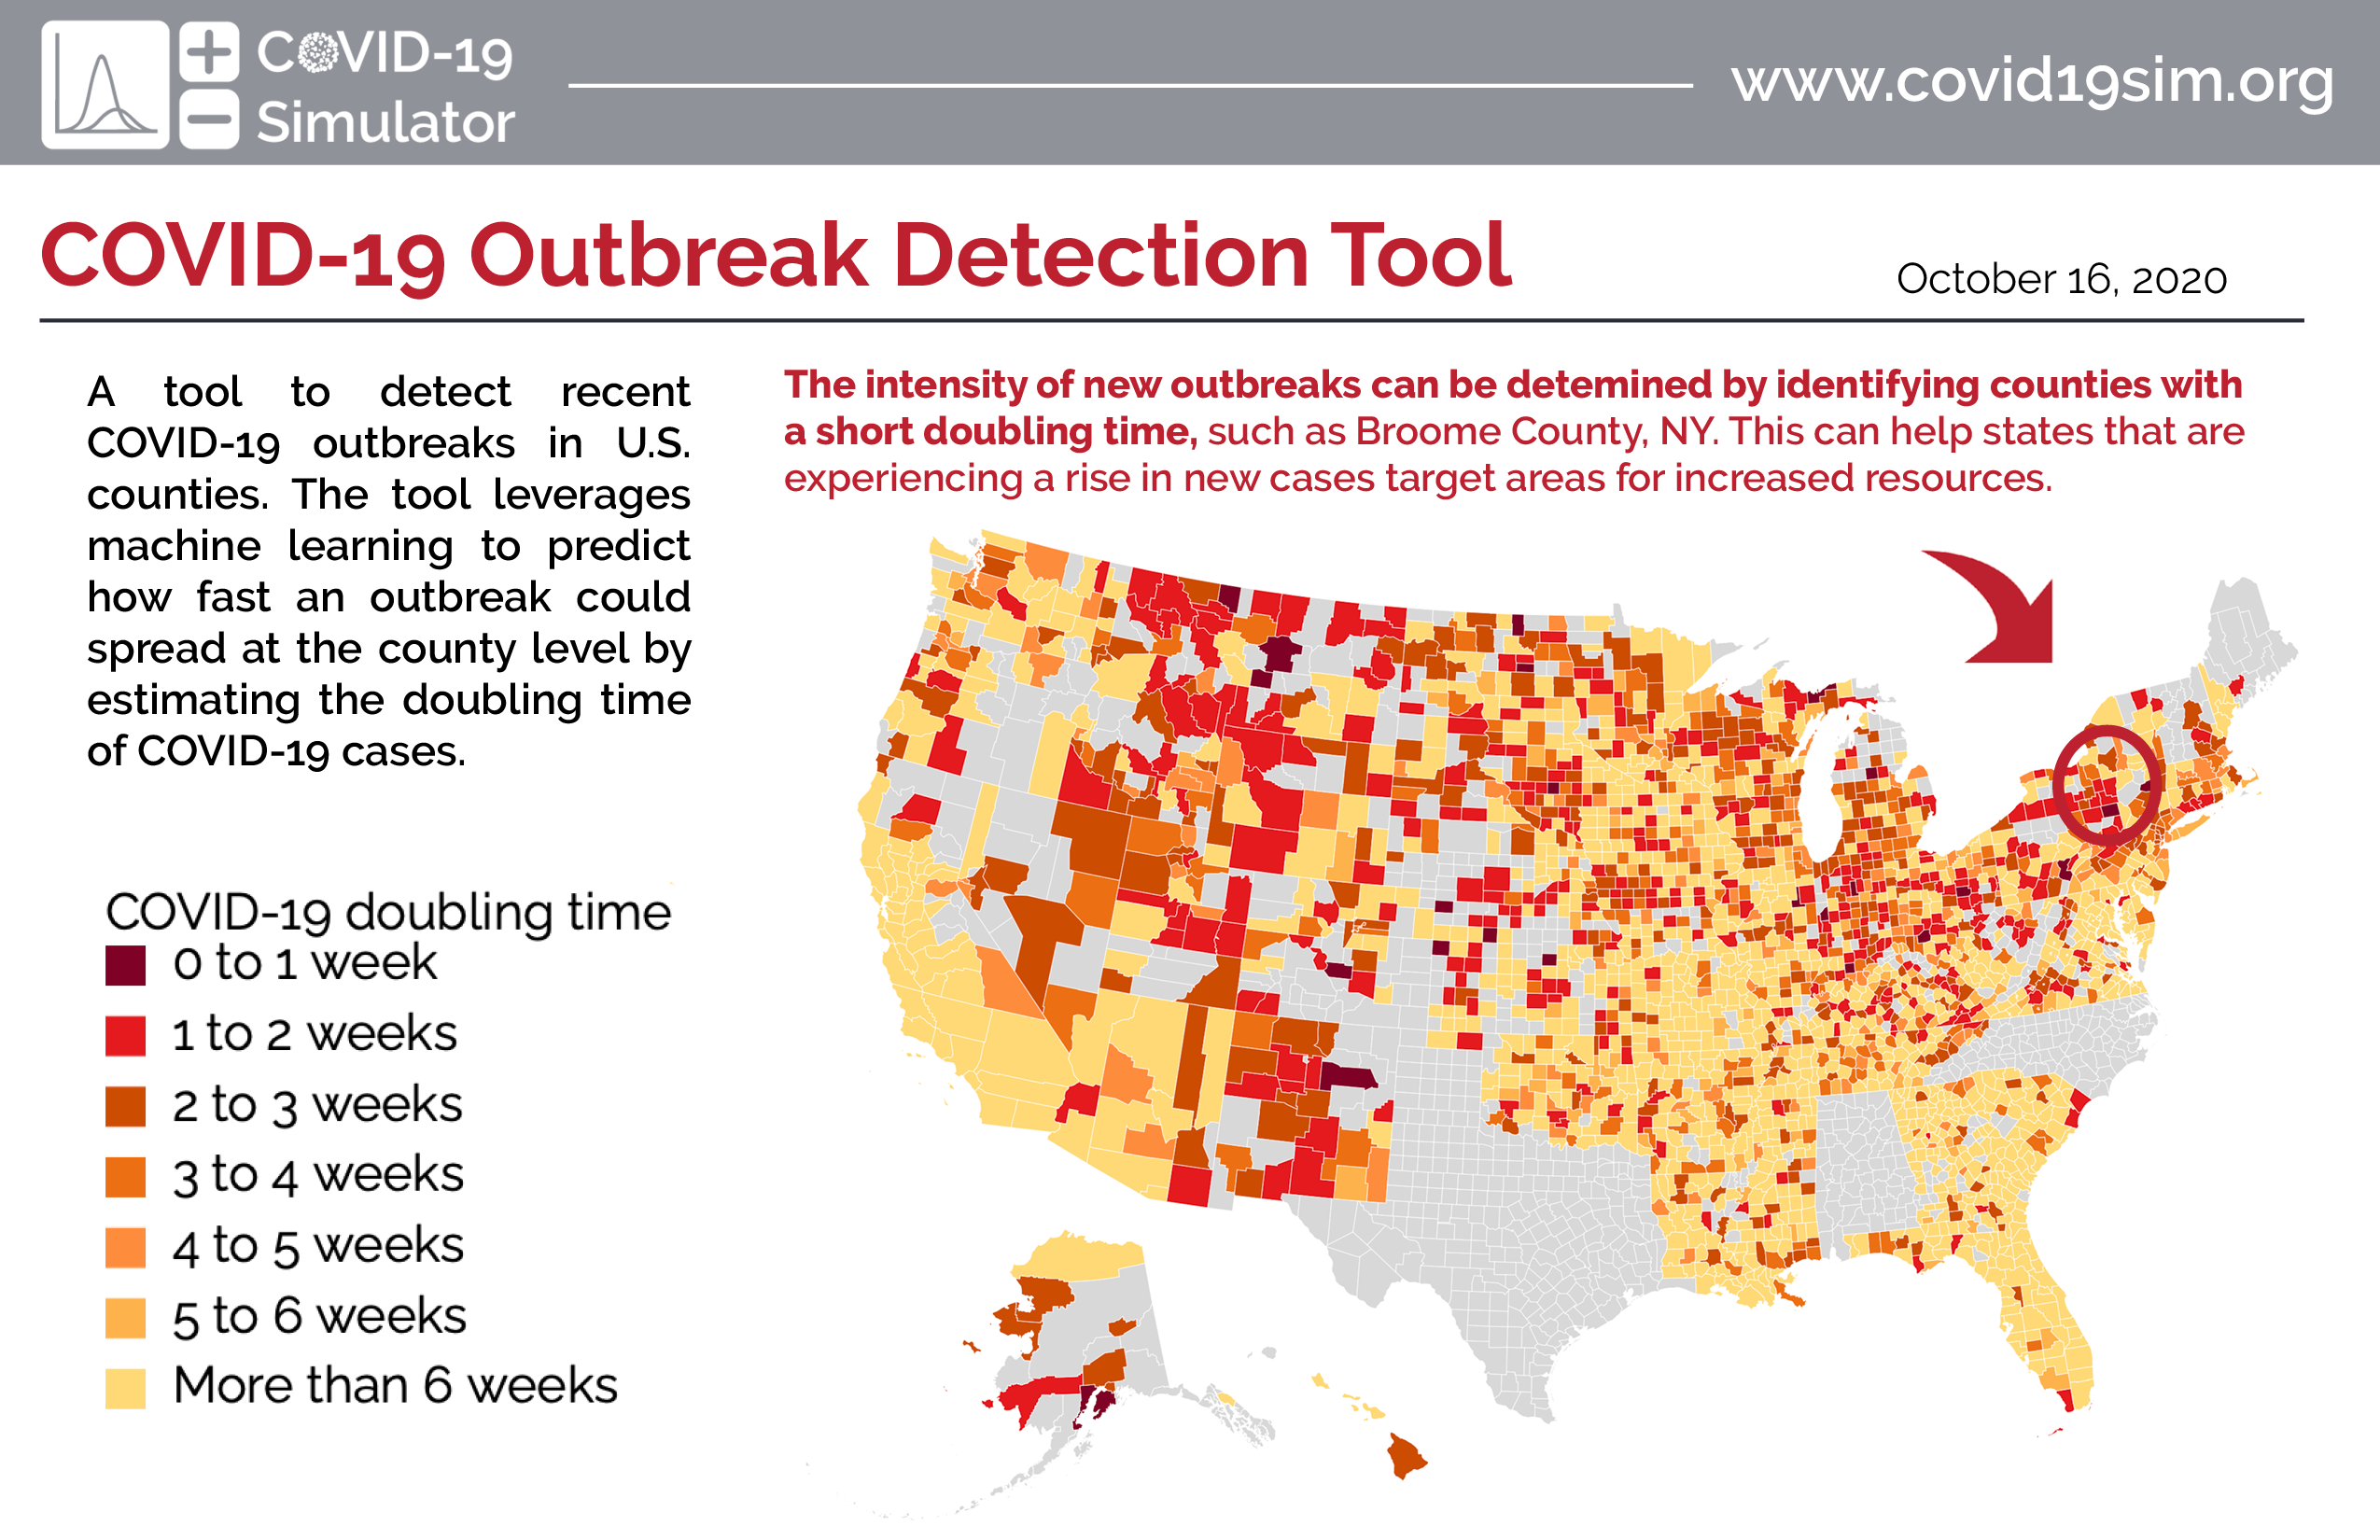 COVID-19
Simulator
www.covid19sim.org
COVID-19 Outbreak Detection Tool
October 16, 2020
A tool to detect recent
COVID-19 outbreaks in U.S.
counties. The tool leverages
machine learning to predict
how fast an outbreak could
spread at the county level by
estimating the doubling time
of COVID-19 cases.
The intensity of new outbreaks can be detemined by identifying counties with
a short doubling time, such as Broome County, NY. This can help states that are
experiencing a rise in new cases target areas for increased resources.
COVID-19 doubling time
0 to 1 week
1 to 2 weeks
2 to 3 weeks
3 to 4 weeks
4 to 5 weeks
5 to 6 weeks
More than 6 weeks